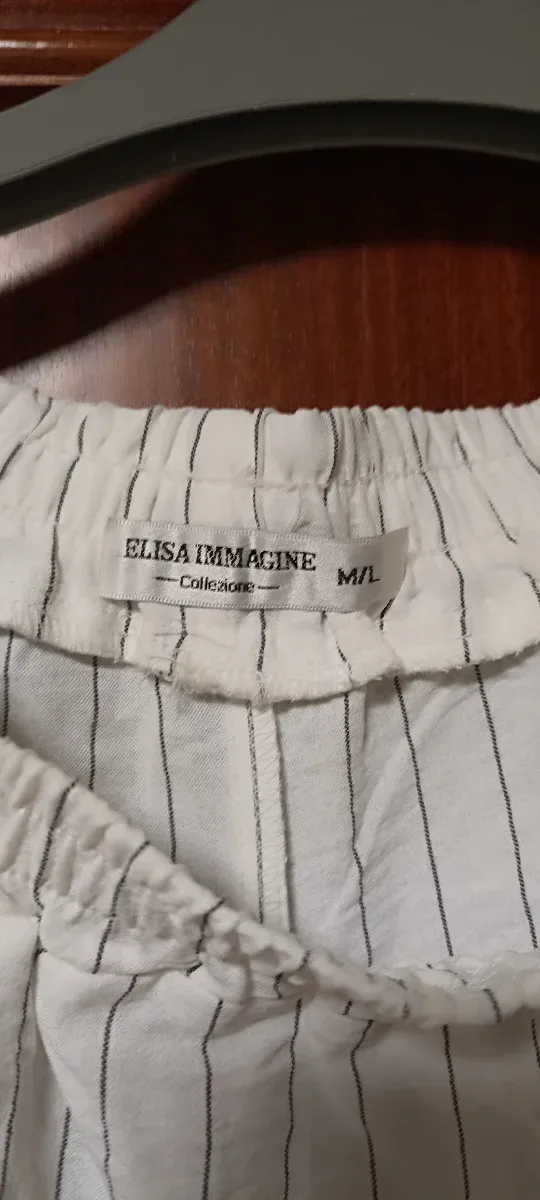 ELISA IMMAGINE M/L
— Collezione —